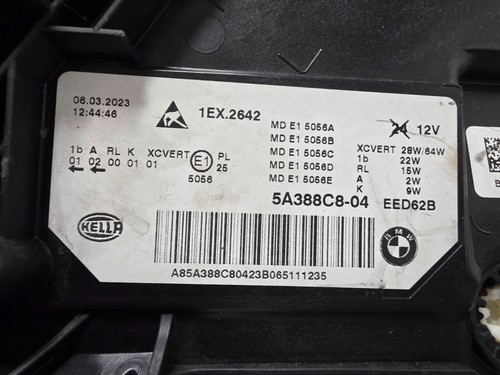 06.03.2023
12:44:46
1EX.2642
24 12V
MD E1 5056A
MD E1 5056B
MD E1 5056C
MD E1 5056D
MD E1 5056E
XCVERT 28W/64W
1b 22W
RL 15W
A 2W
K 9W
1b A RL K XCVERT E1 PL
01 02 00 01 01 25
5056
5A388C8-04 EED62B
HELLA
BMW
A85A388C80423B065111235